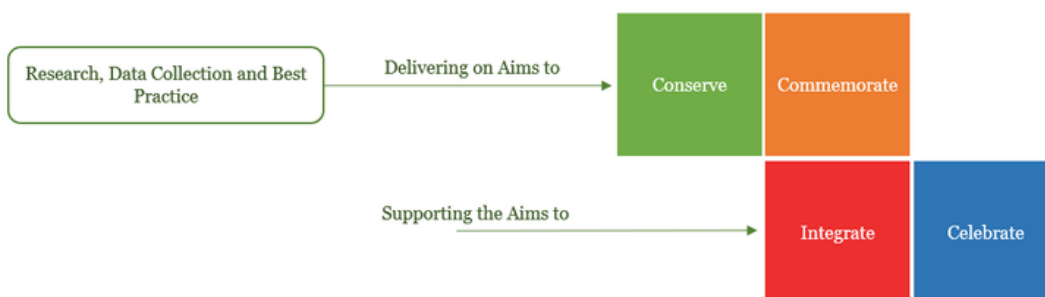 Research, Data Collection and Best
Practice
Delivering on Aims to
Conserve
Commemorate
Supporting the Aims to
Integrate
Celebrate